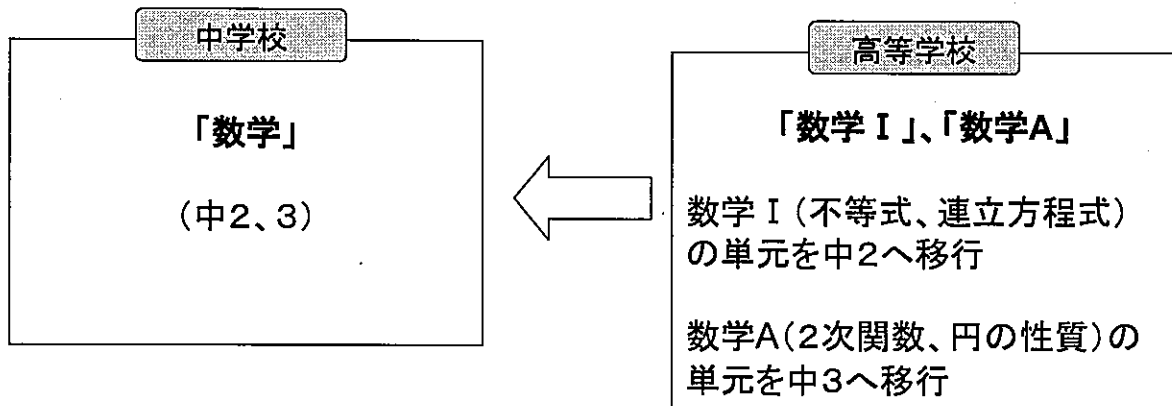 中学校
「数学」
（中２、３）
高等学校
「数学Ⅰ」、「数学A」
数学Ⅰ（不等式、連立方程式）
の単元を中２へ移行
数学A（２次関数、円の性質）の
単元を中３へ移行